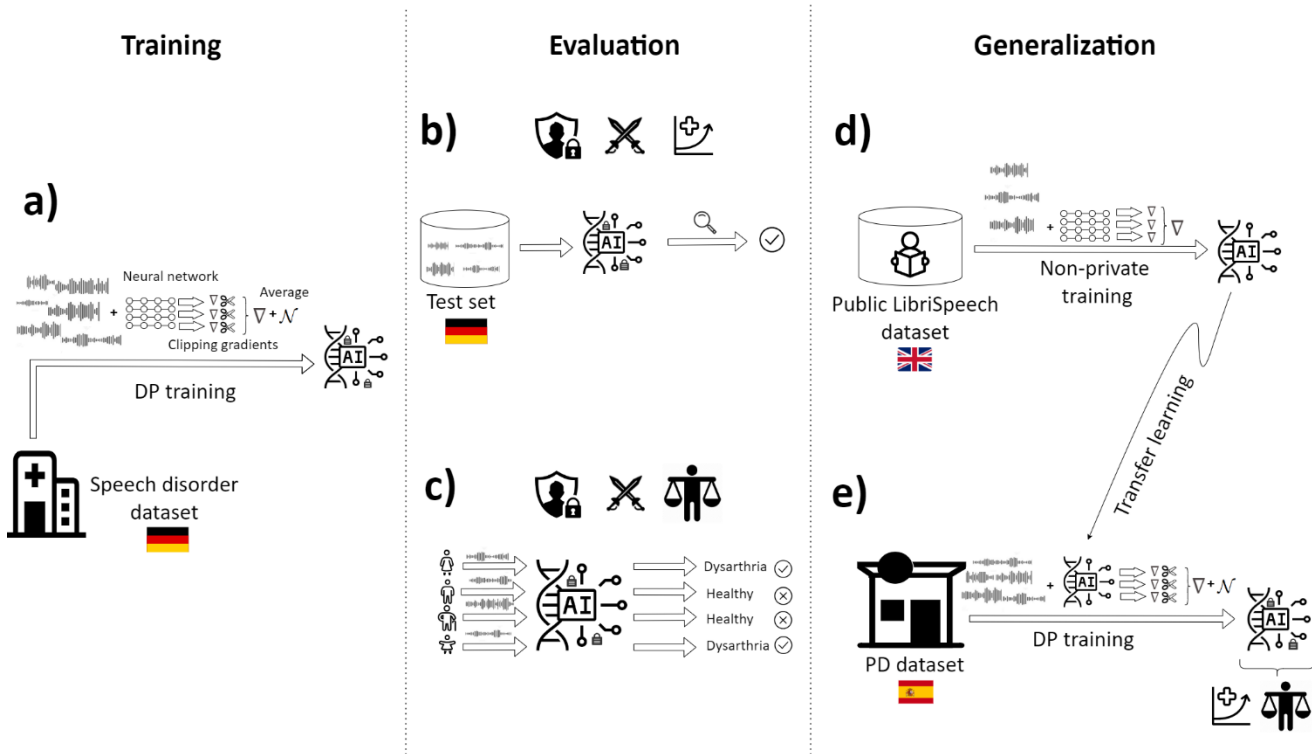 Training
Evaluation
Generalization
a)
Neural network
+
Average
∇
∇
∇
∇ + 𝒩
Clipping gradients
AI
DP training
Speech disorder
dataset
b)
Test set
AI
c)
AI
Dysarthria
Healthy
Healthy
Dysarthria
d)
+
∇
∇
∇
∇
AI
Non-private
training
Public LibriSpeech
dataset
Transfer learning
e)
+
AI
∇
∇
∇
∇ + 𝒩
AI
DP training
PD dataset